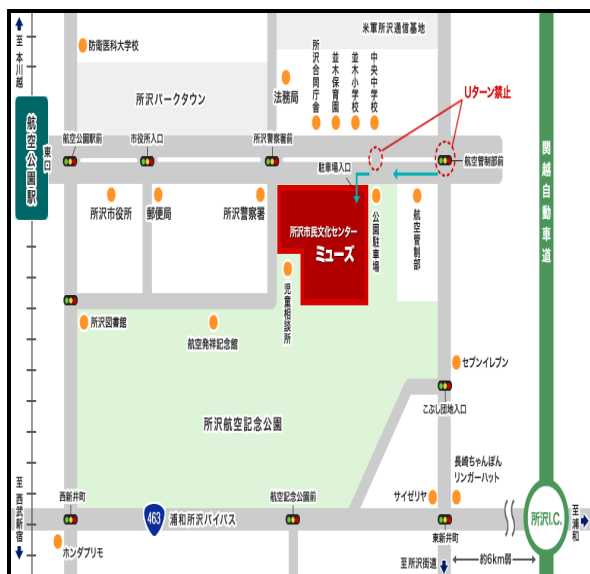 至
本
川
越
防衛医科大学校
米軍所沢通信基地
所沢パークタウン
法務局
所沢合同庁舎
並木保育園
並木小学校
中央中学校
Uターン禁止
航空公園駅
東口
航空公園駅前
市役所入口
所沢警察署前
駐車場入口
航空管制部前
関越自動車道
所沢市役所
郵便局
所沢警察署
所沢市民文化センター
ミューズ
公園駐車場
航空管制部
児童相談所
所沢図書館
航空発祥記念館
セブンイレブン
こぶし団地入口
所沢航空記念公園
長崎ちゃんぽん
リンガーハット
サイゼリヤ
至
西
武
新
宿
西新井町
463
浦和所沢バイパス
航空記念公園前
東新井町
所沢I.C.
至浦和
ホンダプリモ
至所沢街道
約6km弱